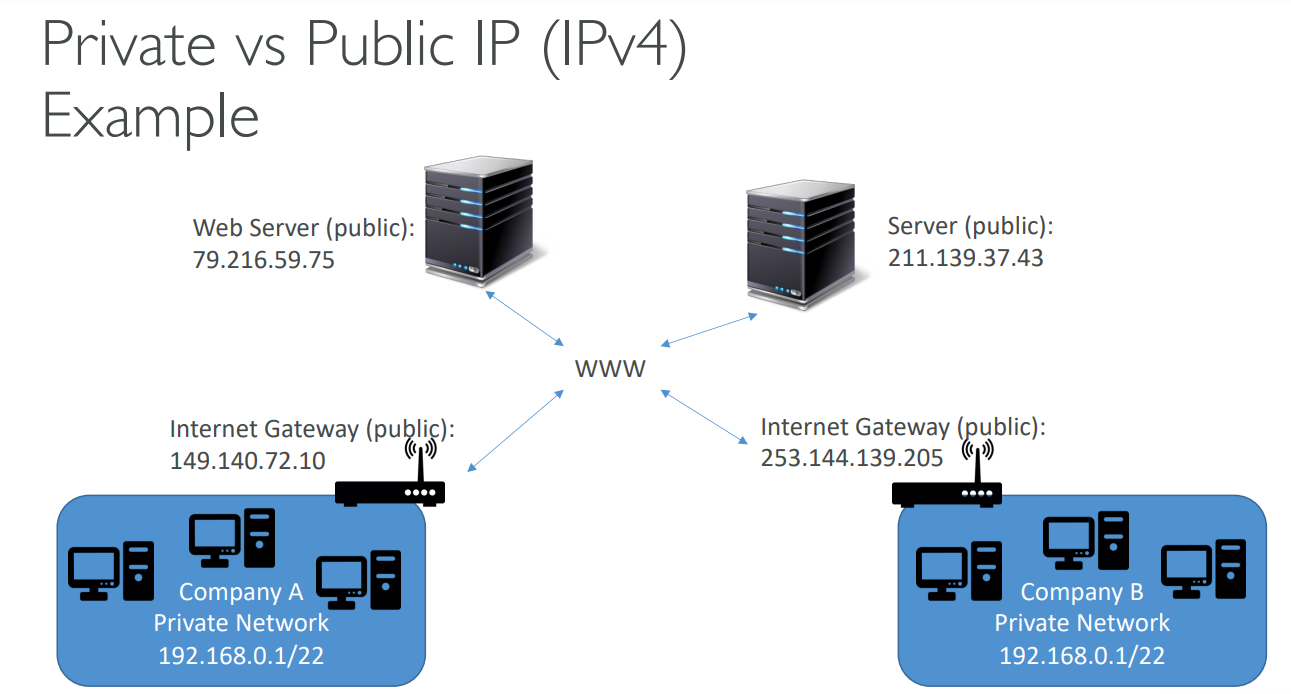 Private vs Public IP (IPv4)
Example
Web Server (public):
79.216.59.75
Server (public):
211.139.37.43
WWW
Internet Gateway (public):
149.140.72.10
Internet Gateway (public):
253.144.139.205
Company A
Private Network
192.168.0.1/22
Company B
Private Network
192.168.0.1/22